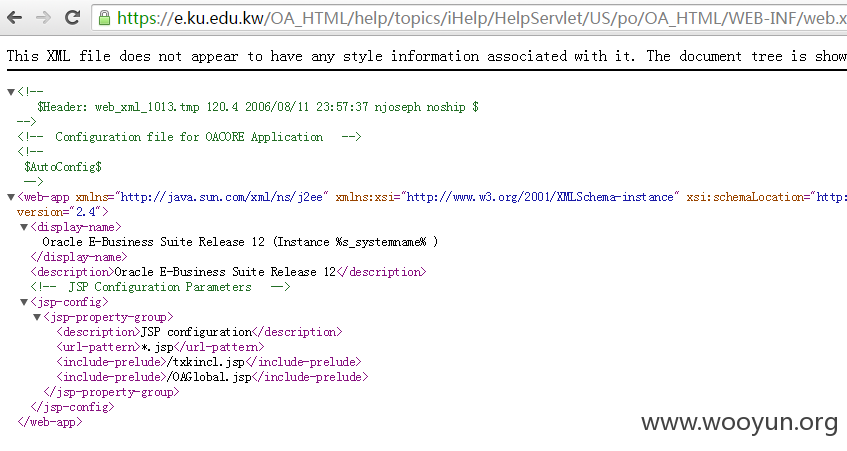 https://e.ku.edu.kw/OA_HTML/help/topics/iHelp/HelpServlet/US/po/OA_HTML/WEB-INF/web.x
This XML file does not appear to have any style information associated with it. The document tree is show
<!--
$Header: web_xml_1013.tmp 120.4 2006/08/11 23:57:37 njoseph noship $
-->
<!-- Configuration file for OACORE Application -->
<!--
$AutoConfig$
-->
<web-app xmlns="http://java.sun.com/xml/ns/j2ee" xmlns:xsi="http://www.w3.org/2001/XMLSchema-instance" xsi:schemaLocation="http:
version="2.4">
<display-name>
Oracle E-Business Suite Release 12 (Instance %s_systemname% )
</display-name>
<description>Oracle E-Business Suite Release 12</description>
<!-- JSP Configuration Parameters -->
<jsp-config>
<jsp-property-group>
<description>JSP configuration</description>
<url-pattern>*.jsp</url-pattern>
<include-prelude>/txkincl.jsp</include-prelude>
<include-prelude>/OAGlobal.jsp</include-prelude>
</jsp-property-group>
</jsp-config>
</web-app>
www.wooyun.org